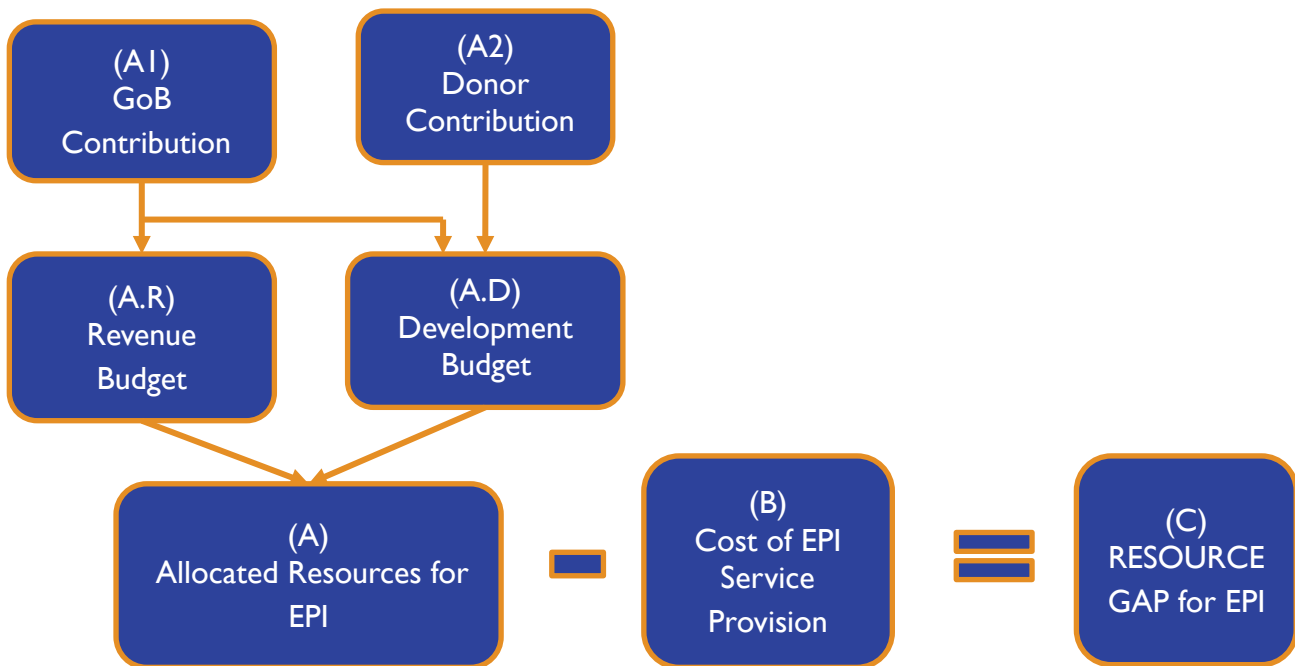 (A1)
GoB
Contribution
(A2)
Donor
Contribution
(A.R)
Revenue
Budget
(A.D)
Development
Budget
(A)
Allocated Resources for
EPI
(B)
Cost of EPI
Service
Provision
(C)
RESOURCE
GAP for EPI